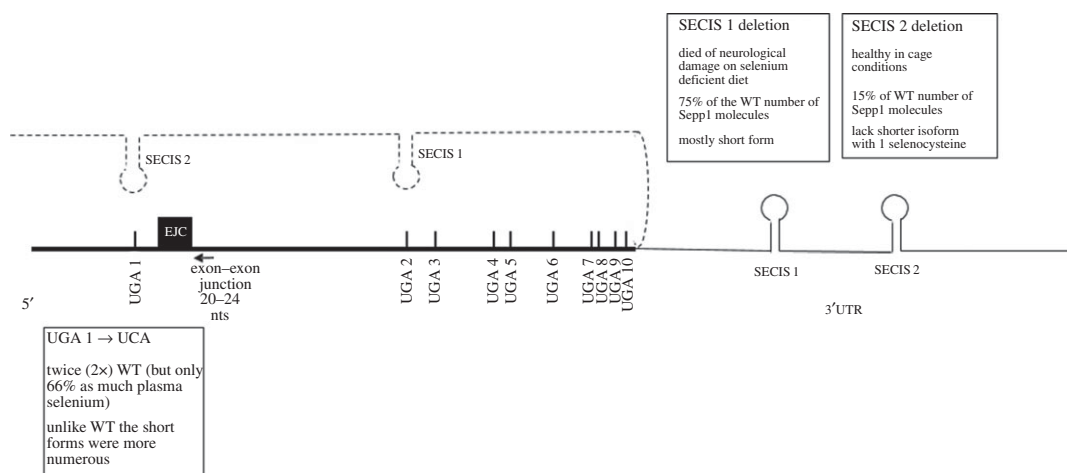 SECIS 1 deletion
died of neurological
damage on selenium
deficient diet
75% of the WT number of
Sepp1 molecules
mostly short form
SECIS 2 deletion
healthy in cage
conditions
15% of WT number of
Sepp1 molecules
lack shorter isoform
with 1 selenocysteine
SECIS 2
SECIS 1
EJC
exon–exon
junction
20–24
nts
UGA 1
UGA 2
UGA 3
UGA 4
UGA 5
UGA 6
UGA 7
UGA 8
UGA 9
UGA 10
SECIS 1
SECIS 2
5′
3′UTR
UGA 1 → UCA
twice (2×) WT (but only
66% as much plasma
selenium)
unlike WT the short
forms were more
numerous